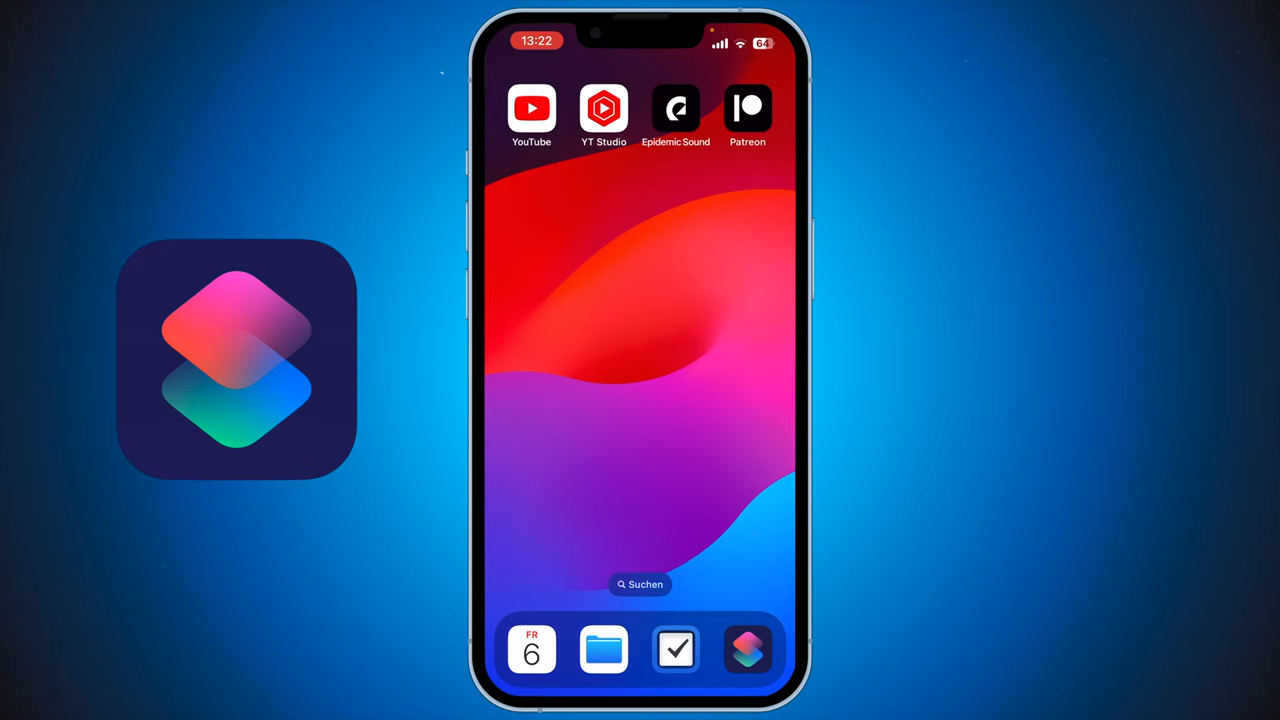 13:22
64
YouTube
YT Studio
Epidemic Sound
Patreon
Suchen
FR
6